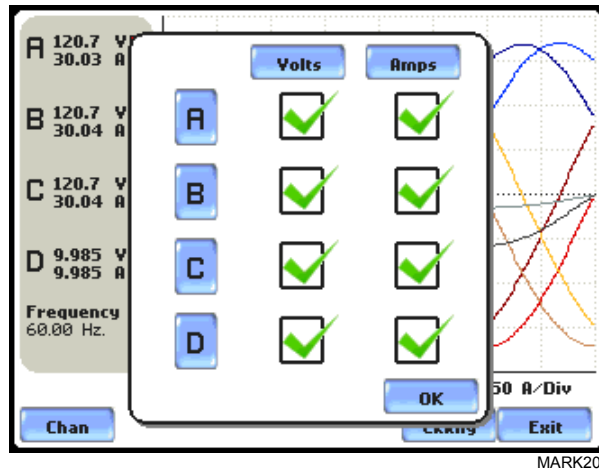 A 120.7 V
30.03 A
B 120.7 V
30.04 A
C 120.7 V
30.04 A
D 9.985 V
9.985 A
Frequency
60.00 Hz.
Volts Amps
A
B
C
D
OK
50 A/Div
Chan
Exit
MARK20